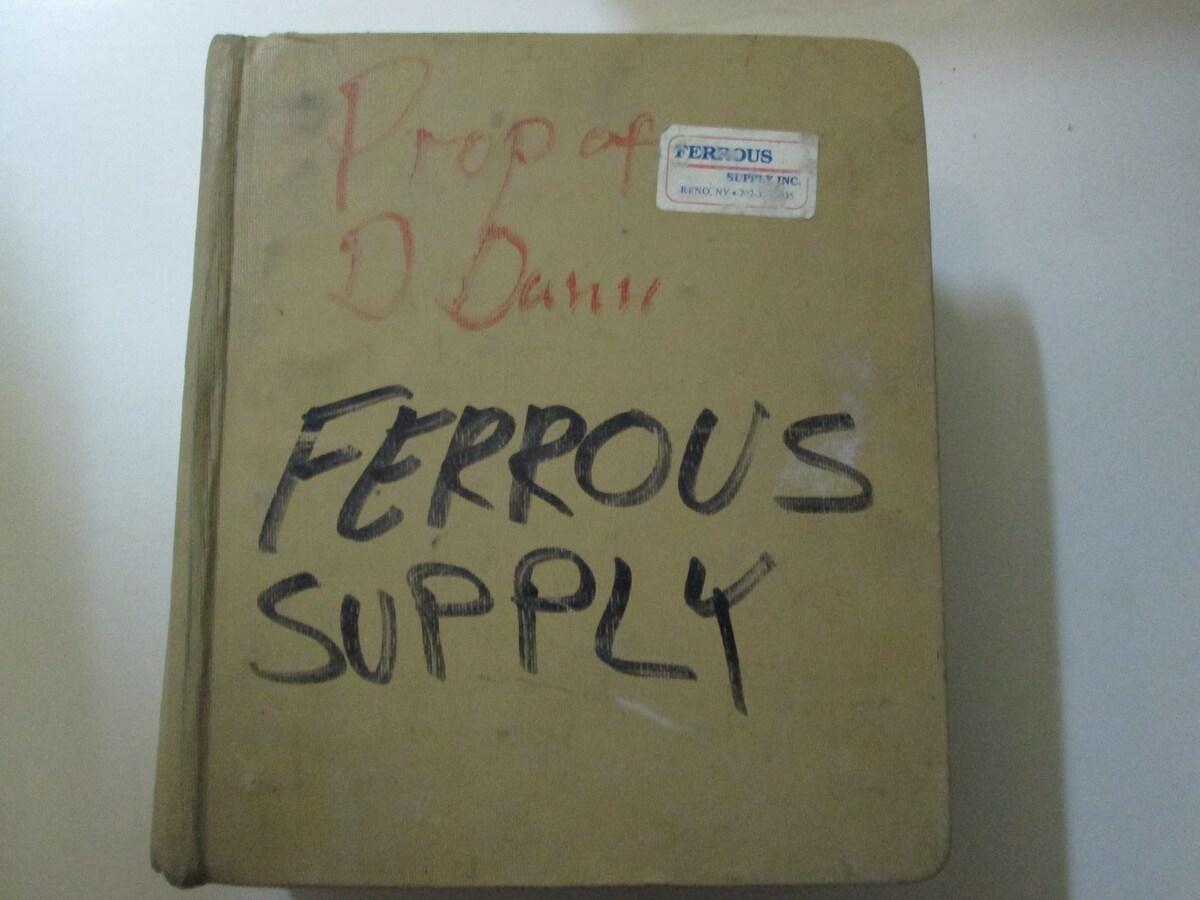 Prop of
D. Dann
FERROUS
SUPPLY INC.
RENO, NV •
FERROUS
SUPPLY